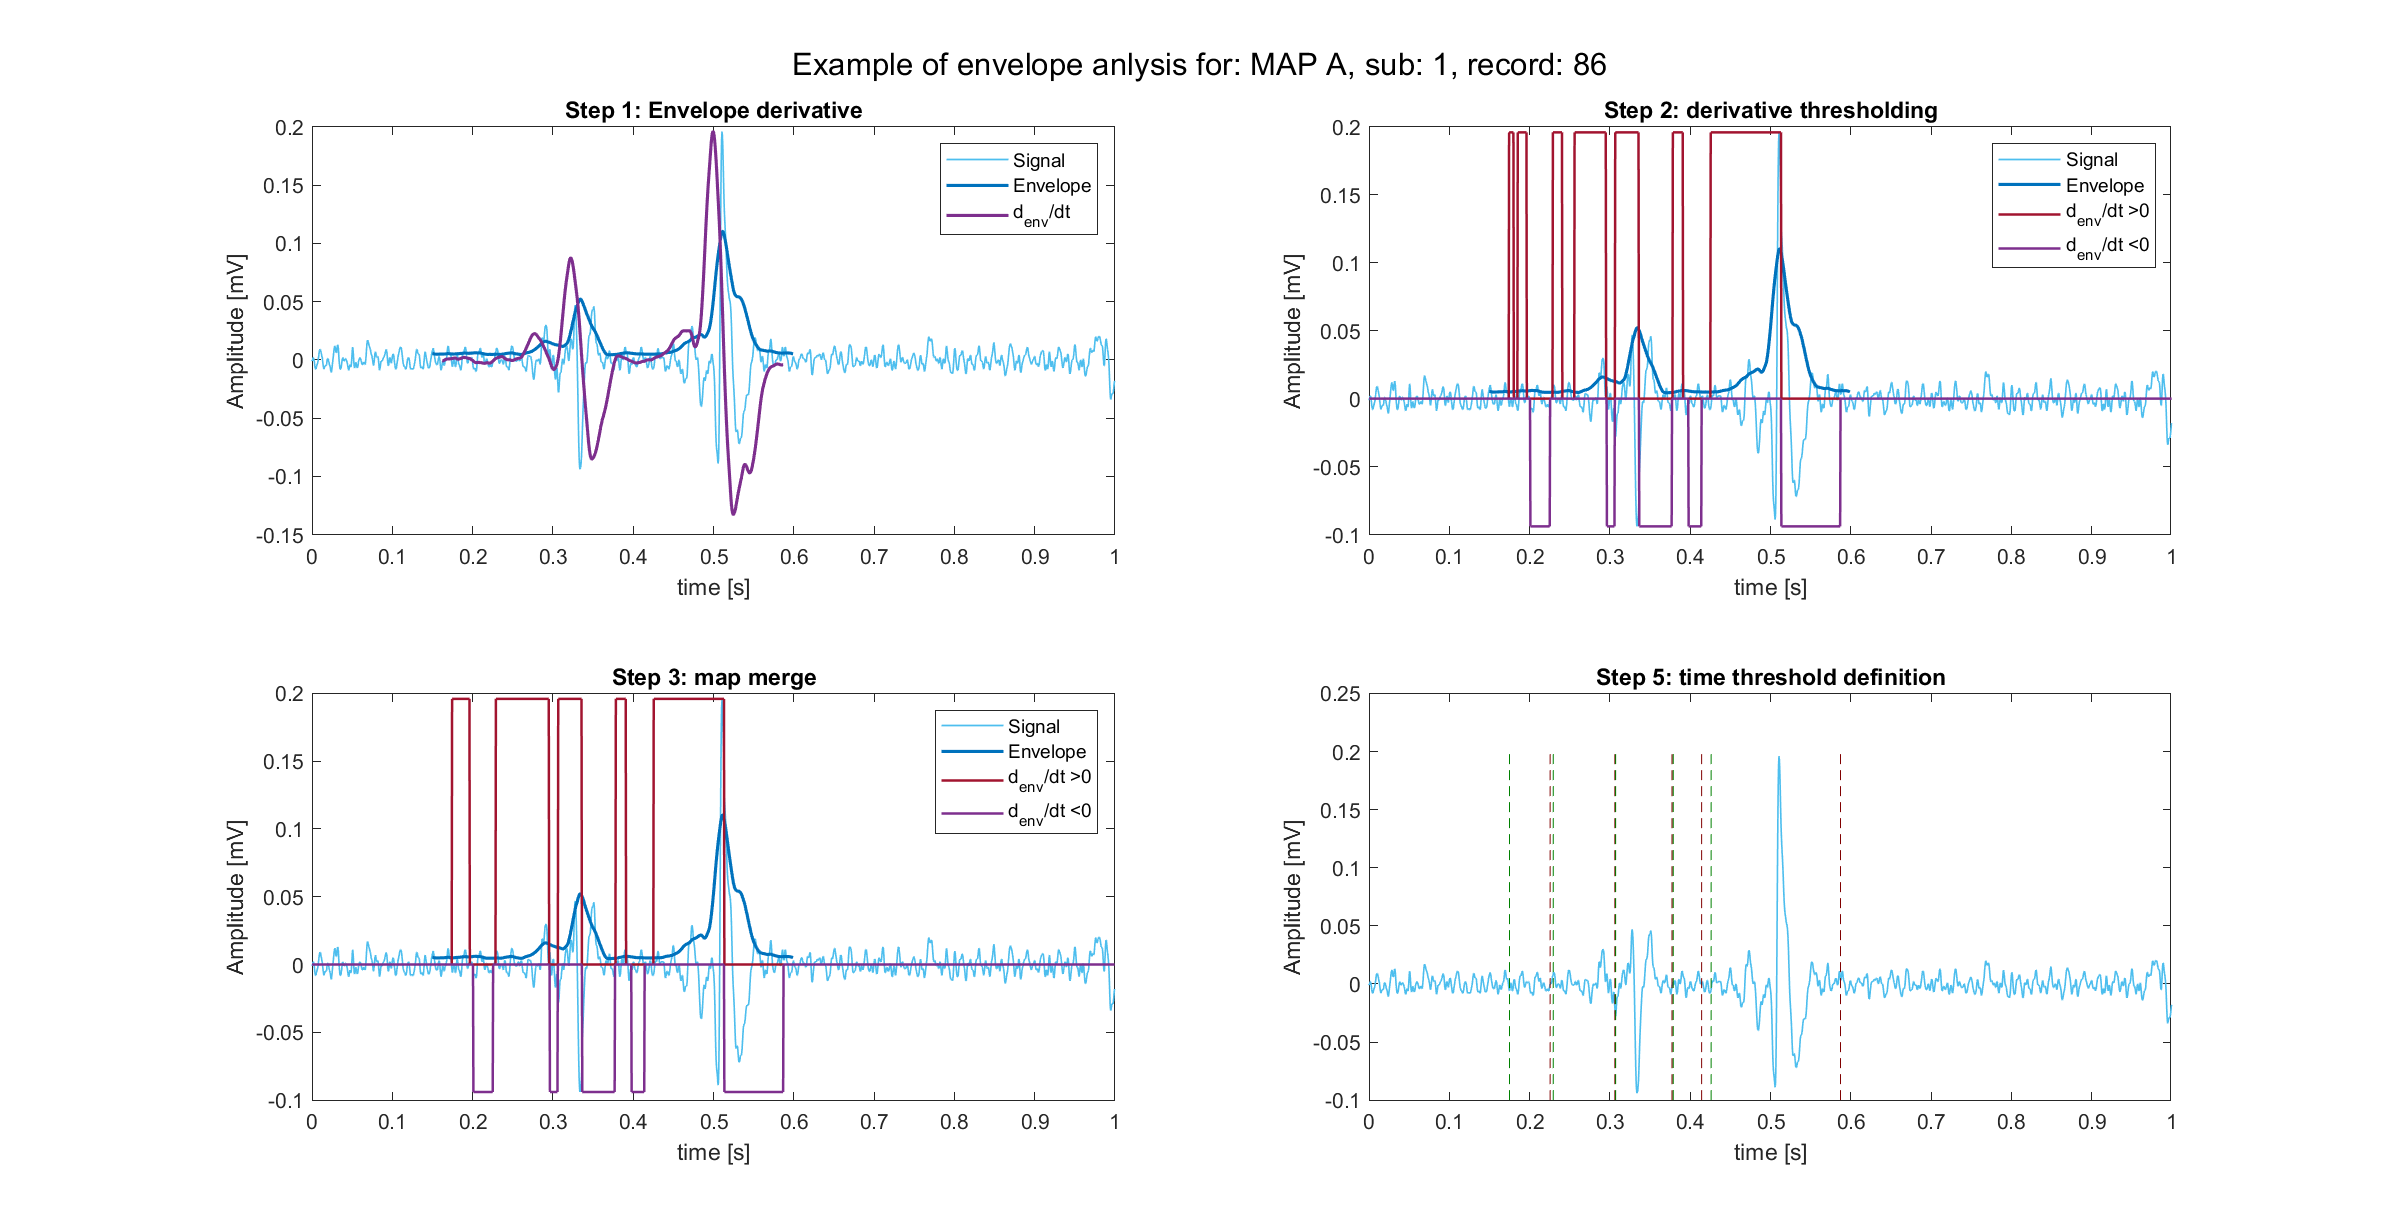 Example of envelope anlysis for: MAP A, sub: 1, record: 86
Step 1: Envelope derivative
0.2
0.15
0.1
0.05
0
-0.05
-0.1
-0.15
Amplitude [mV]
0 0.1 0.2 0.3 0.4 0.5 0.6 0.7 0.8 0.9 1
time [s]
Signal
Envelope
d_env/dt
Step 2: derivative thresholding
0.2
0.15
0.1
0.05
0
-0.05
-0.1
Amplitude [mV]
0 0.1 0.2 0.3 0.4 0.5 0.6 0.7 0.8 0.9 1
time [s]
Signal
Envelope
d_env/dt >0
d_env/dt <0
Step 3: map merge
0.2
0.15
0.1
0.05
0
-0.05
-0.1
Amplitude [mV]
0 0.1 0.2 0.3 0.4 0.5 0.6 0.7 0.8 0.9 1
time [s]
Signal
Envelope
d_env/dt >0
d_env/dt <0
Step 5: time threshold definition
0.25
0.2
0.15
0.1
0.05
0
-0.05
-0.1
Amplitude [mV]
0 0.1 0.2 0.3 0.4 0.5 0.6 0.7 0.8 0.9 1
time [s]